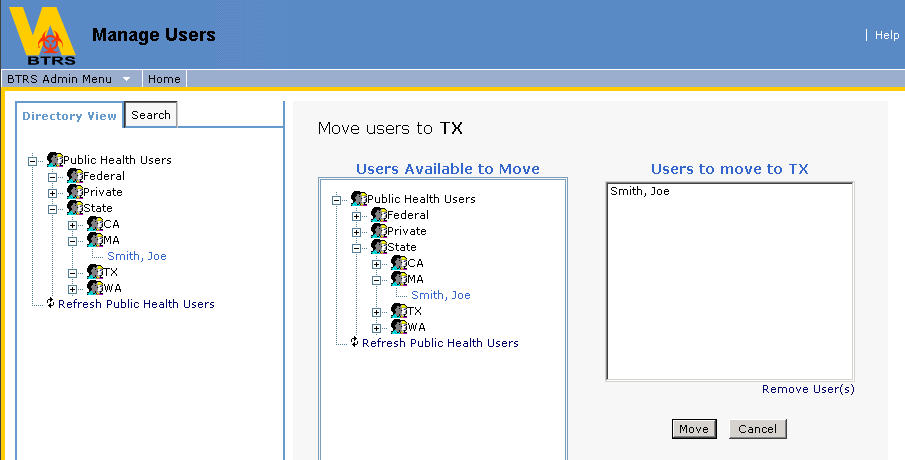 VA
BTRS
Manage Users
| Help
BTRS Admin Menu
Home
Directory View
Search
Public Health Users
Federal
Private
State
CA
MA
Smith, Joe
TX
WA
Refresh Public Health Users
Move users to TX
Users Available to Move
Public Health Users
Federal
Private
State
CA
MA
Smith, Joe
TX
WA
Refresh Public Health Users
Users to move to TX
Smith, Joe
Remove User(s)
Move
Cancel